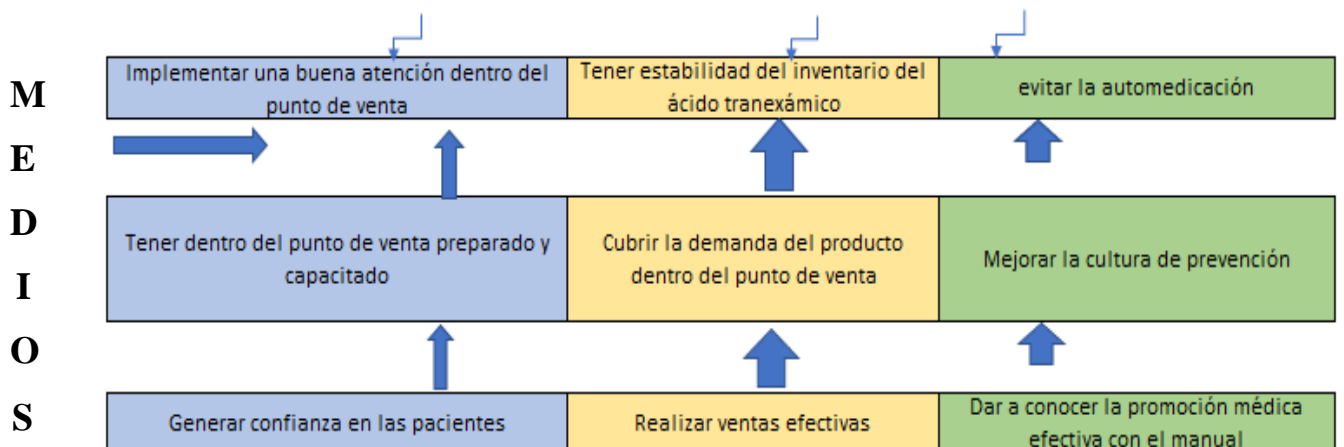 M
E
D
I
O
S
Implementar una buena atención dentro del
punto de venta
Tener estabilidad del inventario del
ácido tranexámico
evitar la automedicación
Tener dentro del punto de venta preparado y
capacitado
Cubrir la demanda del producto
dentro del punto de venta
Mejorar la cultura de prevención
Generar confianza en las pacientes
Realizar ventas efectivas
Dar a conocer la promoción médica
efectiva con el manual